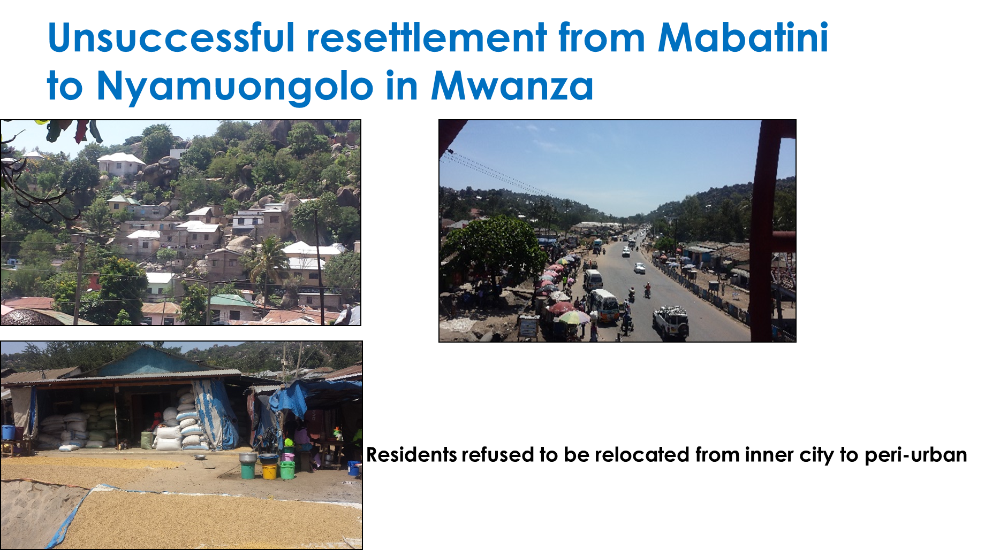 Unsuccessful resettlement from Mabatini
to Nyamuongolo in Mwanza
Residents refused to be relocated from inner city to peri-urban